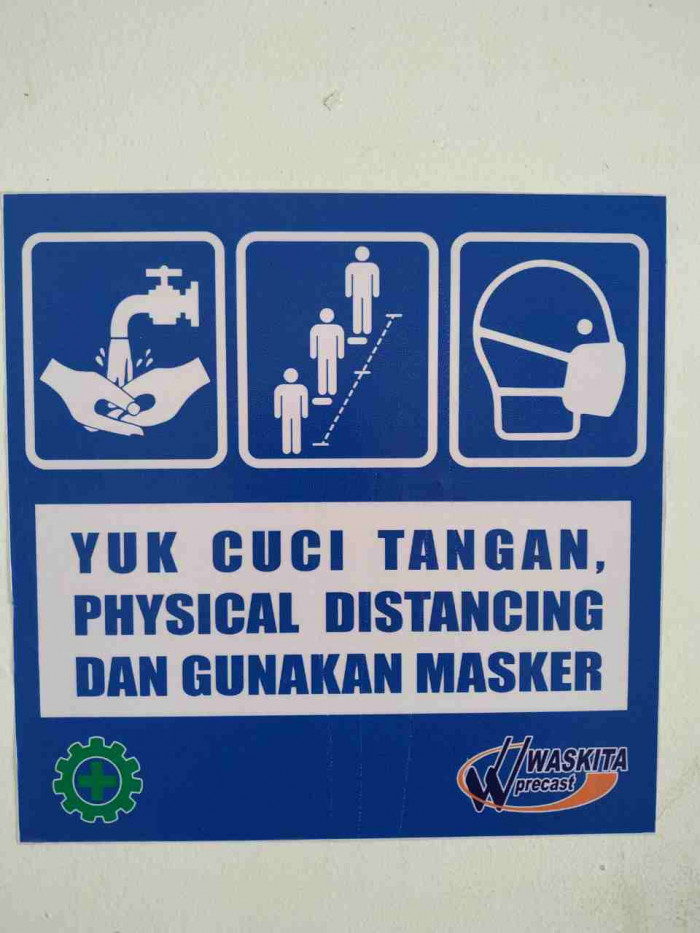 YUK CUCI TANGAN,
PHYSICAL DISTANCING
DAN GUNAKAN MASKER
WASKITA
precast